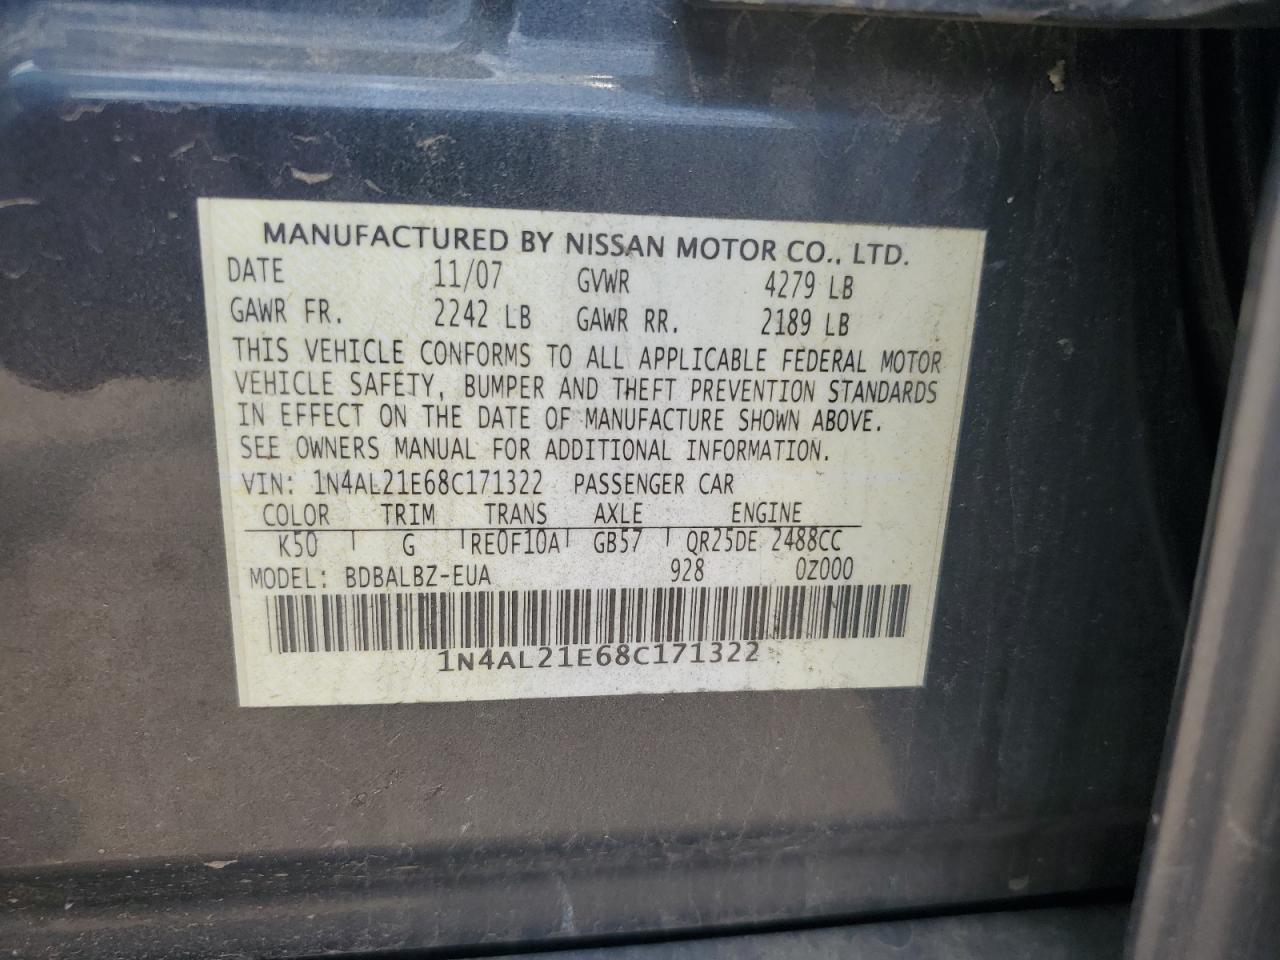 MANUFACTURED BY NISSAN MOTOR CO., LTD.
DATE 11/07 GVWR 4279 LB
GAWR FR. 2242 LB GAWR RR. 2189 LB
THIS VEHICLE CONFORMS TO ALL APPLICABLE FEDERAL MOTOR
VEHICLE SAFETY, BUMPER AND THEFT PREVENTION STANDARDS
IN EFFECT ON THE DATE OF MANUFACTURE SHOWN ABOVE.
SEE OWNERS MANUAL FOR ADDITIONAL INFORMATION.
VIN: 1N4AL21E68C171322 PASSENGER CAR
COLOR TRIM TRANS AXLE ENGINE
K50 G RE0F10A GB57 QR25DE 2488CC
MODEL: BDBALBZ-EUA 928 0Z000
1N4AL21E68C171322